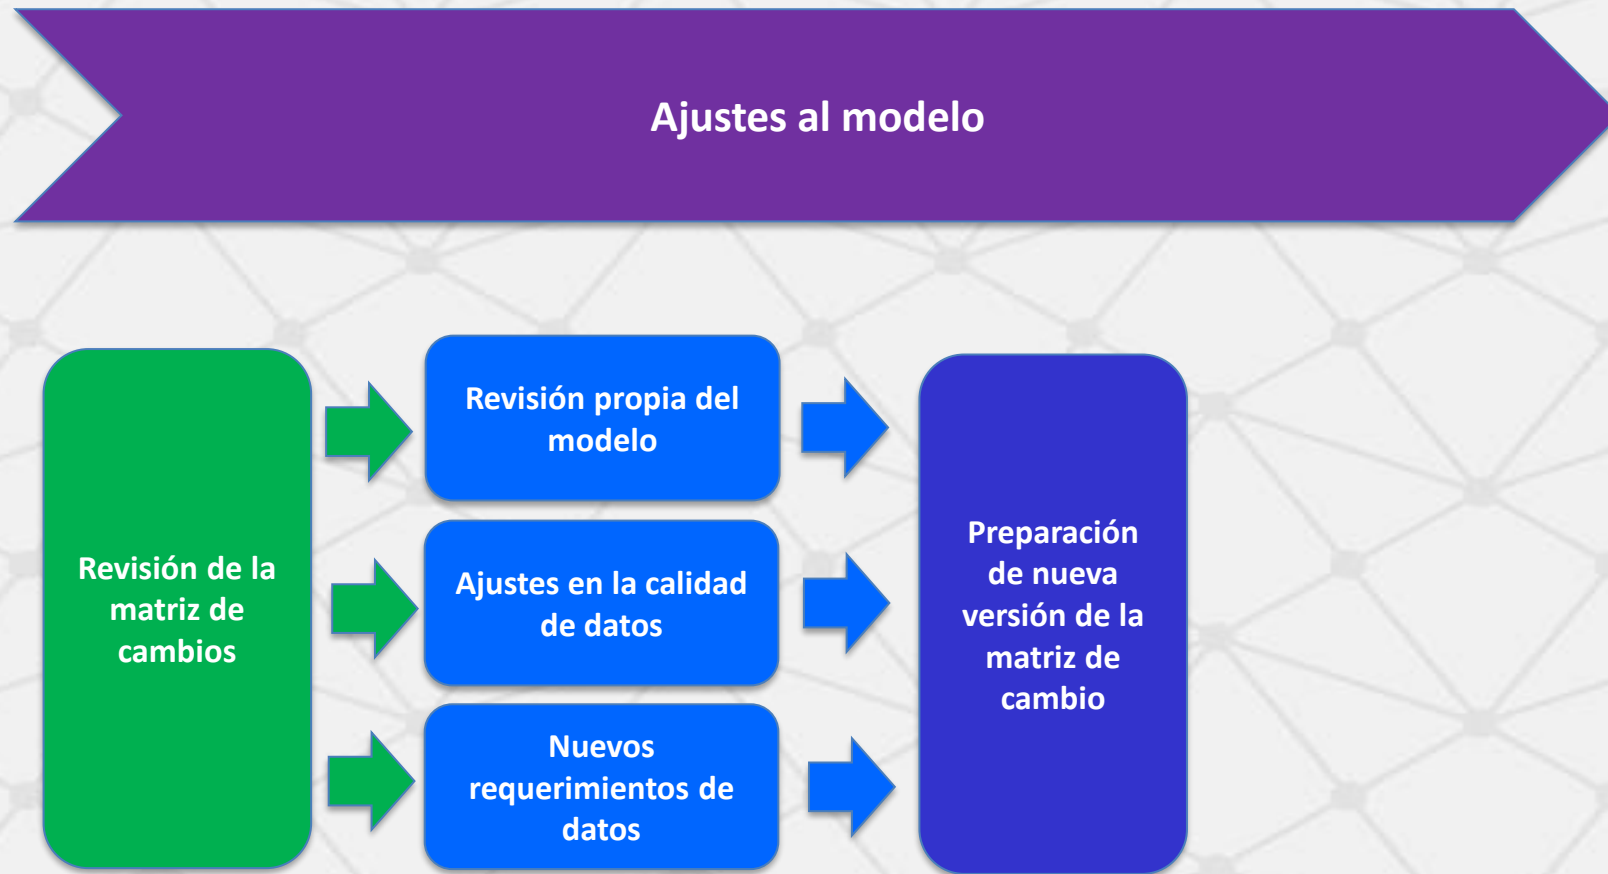 Ajustes al modelo
Revisión de la
matriz de
cambios
Revisión propia del
modelo
Ajustes en la calidad
de datos
Nuevos
requerimientos de
datos
Preparación
de nueva
versión de la
matriz de
cambio